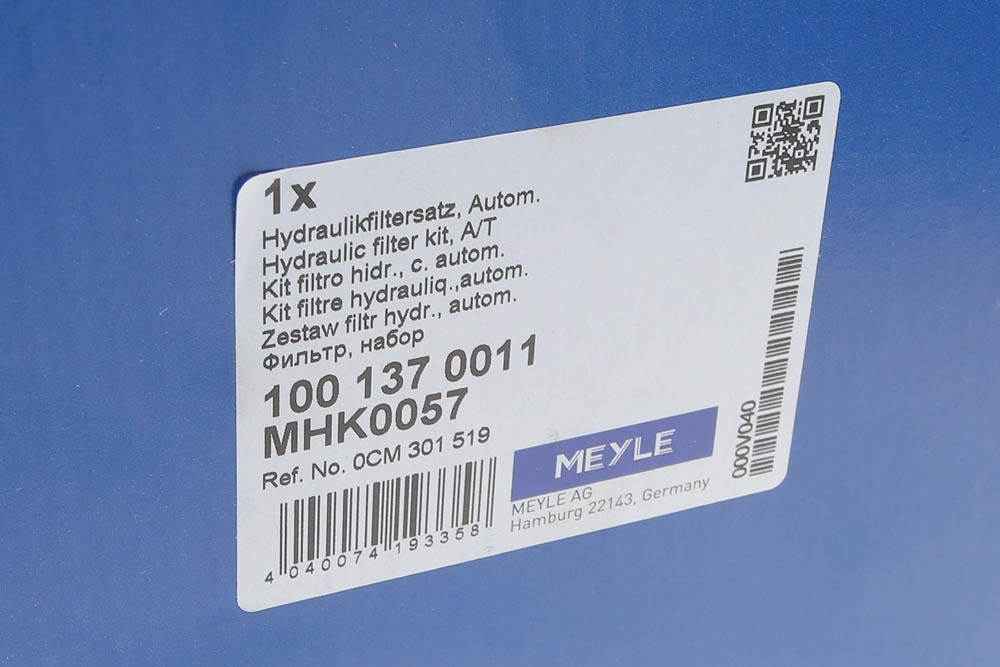 1x
Hydraulikfiltersatz, Autom.
Hydraulic filter kit, A/T
Kit filtro hidr., c. autom.
Kit filtre hydrauliq.,autom.
Zestaw filtr hydr., autom.
Фильтр, набор
100 137 0011
MHK0057
Ref. No. 0CM 301 519
4 040074 193358
MEYLE
MEYLE AG
Hamburg 22143, Germany
000V040